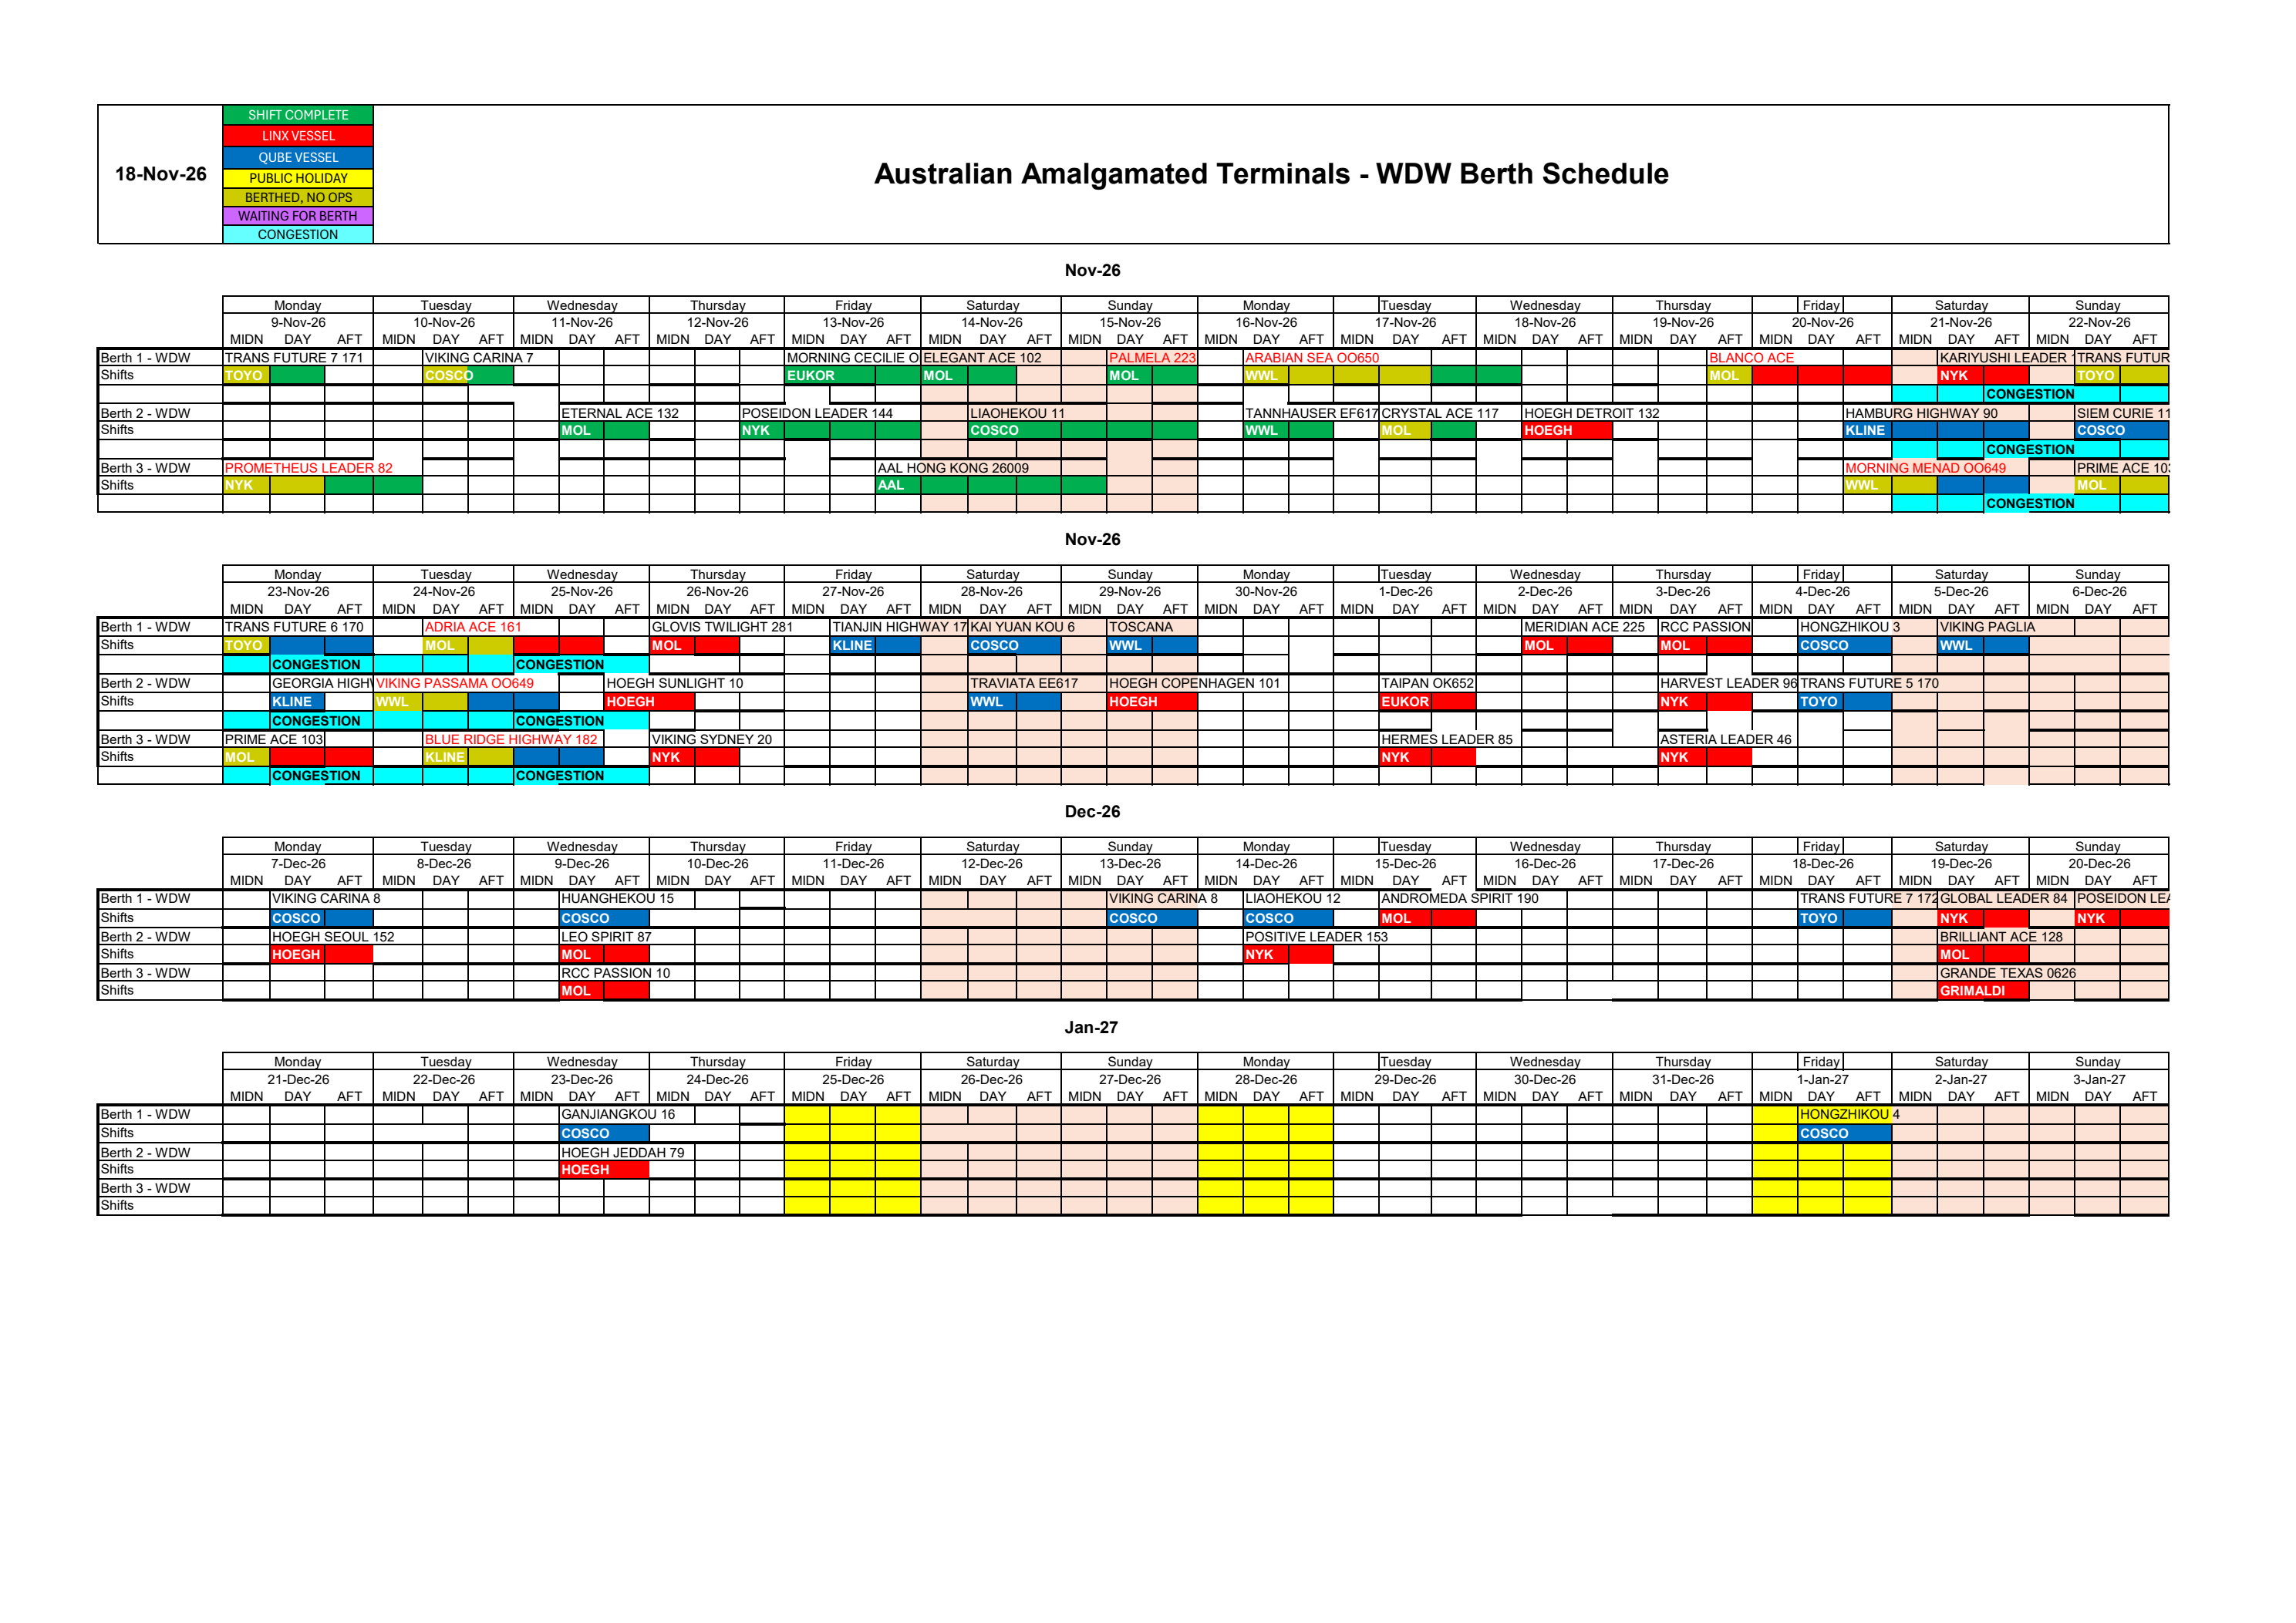 18-Nov-26
SHIFT COMPLETE
LINX VESSEL
QUBE VESSEL
PUBLIC HOLIDAY
BERTHED, NO OPS
WAITING FOR BERTH
CONGESTION
Australian Amalgamated Terminals - WDW Berth Schedule
Nov-26
Monday Tuesday Wednesday Thursday Friday Saturday Sunday Monday Tuesday Wednesday Thursday Friday Saturday Sunday
9-Nov-26 10-Nov-26 11-Nov-26 12-Nov-26 13-Nov-26 14-Nov-26 15-Nov-26 16-Nov-26 17-Nov-26 18-Nov-26 19-Nov-26 20-Nov-26 21-Nov-26 22-Nov-26
MIDN DAY AFT MIDN DAY AFT MIDN DAY AFT MIDN DAY AFT MIDN DAY AFT MIDN DAY AFT MIDN DAY AFT MIDN DAY AFT MIDN DAY AFT MIDN DAY AFT MIDN DAY AFT MIDN DAY AFT MIDN DAY AFT MIDN DAY AFT
Berth 1 - WDW TRANS FUTURE 7 171 VIKING CARINA 7 MORNING CECILIE O ELEGANT ACE 102 PALMELA 223 ARABIAN SEA OO650 BLANCO ACE KARIYUSHI LEADER TRANS FUTUR
Shifts TOYO COSCO EUKOR MOL MOL WWL MOL NYK TOYO
CONGESTION
Berth 2 - WDW ETERNAL ACE 132 POSEIDON LEADER 144 LIAOHEKOU 11 TANNHAUSER EF617 CRYSTAL ACE 117 HOEGH DETROIT 132 HAMBURG HIGHWAY 90 SIEM CURIE 11
Shifts MOL NYK COSCO WWL MOL HOEGH KLINE COSCO
CONGESTION
Berth 3 - WDW PROMETHEUS LEADER 82 AAL HONG KONG 26009 MORNING MENAD OO649 PRIME ACE 103
Shifts NYK AAL WWL MOL
CONGESTION
Nov-26
Monday Tuesday Wednesday Thursday Friday Saturday Sunday Monday Tuesday Wednesday Thursday Friday Saturday Sunday
23-Nov-26 24-Nov-26 25-Nov-26 26-Nov-26 27-Nov-26 28-Nov-26 29-Nov-26 30-Nov-26 1-Dec-26 2-Dec-26 3-Dec-26 4-Dec-26 5-Dec-26 6-Dec-26
MIDN DAY AFT MIDN DAY AFT MIDN DAY AFT MIDN DAY AFT MIDN DAY AFT MIDN DAY AFT MIDN DAY AFT MIDN DAY AFT MIDN DAY AFT MIDN DAY AFT MIDN DAY AFT MIDN DAY AFT MIDN DAY AFT MIDN DAY AFT
Berth 1 - WDW TRANS FUTURE 6 170 ADRIA ACE 161 GLOVIS TWILIGHT 281 TIANJIN HIGHWAY 17 KAI YUAN KOU 6 TOSCANA MERIDIAN ACE 225 RCC PASSION HONGZHIKOU 3 VIKING PAGLIA
Shifts TOYO MOL MOL KLINE COSCO WWL MOL MOL COSCO WWL
CONGESTION CONGESTION
Berth 2 - WDW GEORGIA HIGHW VIKING PASSAMA OO649 HOEGH SUNLIGHT 10 TRAVIATA EE617 HOEGH COPENHAGEN 101 TAIPAN OK652 HARVEST LEADER 96 TRANS FUTURE 5 170
Shifts KLINE WWL HOEGH WWL HOEGH EUKOR NYK TOYO
CONGESTION CONGESTION
Berth 3 - WDW PRIME ACE 103 BLUE RIDGE HIGHWAY 182 VIKING SYDNEY 20 HERMES LEADER 85 ASTERIA LEADER 46
Shifts MOL KLINE NYK NYK NYK
CONGESTION CONGESTION
Dec-26
Monday Tuesday Wednesday Thursday Friday Saturday Sunday Monday Tuesday Wednesday Thursday Friday Saturday Sunday
7-Dec-26 8-Dec-26 9-Dec-26 10-Dec-26 11-Dec-26 12-Dec-26 13-Dec-26 14-Dec-26 15-Dec-26 16-Dec-26 17-Dec-26 18-Dec-26 19-Dec-26 20-Dec-26
MIDN DAY AFT MIDN DAY AFT MIDN DAY AFT MIDN DAY AFT MIDN DAY AFT MIDN DAY AFT MIDN DAY AFT MIDN DAY AFT MIDN DAY AFT MIDN DAY AFT MIDN DAY AFT MIDN DAY AFT MIDN DAY AFT MIDN DAY AFT
Berth 1 - WDW VIKING CARINA 8 HUANGHEKOU 15 VIKING CARINA 8 LIAOHEKOU 12 ANDROMEDA SPIRIT 190 TRANS FUTURE 7 172 GLOBAL LEADER 84 POSEIDON LEA
Shifts COSCO COSCO COSCO COSCO MOL TOYO NYK NYK
Berth 2 - WDW HOEGH SEOUL 152 LEO SPIRIT 87 POSITIVE LEADER 153 BRILLIANT ACE 128
Shifts HOEGH MOL NYK MOL
Berth 3 - WDW RCC PASSION 10 GRANDE TEXAS 0626
Shifts MOL GRIMALDI
Jan-27
Monday Tuesday Wednesday Thursday Friday Saturday Sunday Monday Tuesday Wednesday Thursday Friday Saturday Sunday
21-Dec-26 22-Dec-26 23-Dec-26 24-Dec-26 25-Dec-26 26-Dec-26 27-Dec-26 28-Dec-26 29-Dec-26 30-Dec-26 31-Dec-26 1-Jan-27 2-Jan-27 3-Jan-27
MIDN DAY AFT MIDN DAY AFT MIDN DAY AFT MIDN DAY AFT MIDN DAY AFT MIDN DAY AFT MIDN DAY AFT MIDN DAY AFT MIDN DAY AFT MIDN DAY AFT MIDN DAY AFT MIDN DAY AFT MIDN DAY AFT MIDN DAY AFT
Berth 1 - WDW GANJIANGKOU 16 HONGZHIKOU 4
Shifts COSCO COSCO
Berth 2 - WDW HOEGH JEDDAH 79
Shifts HOEGH
Berth 3 - WDW
Shifts